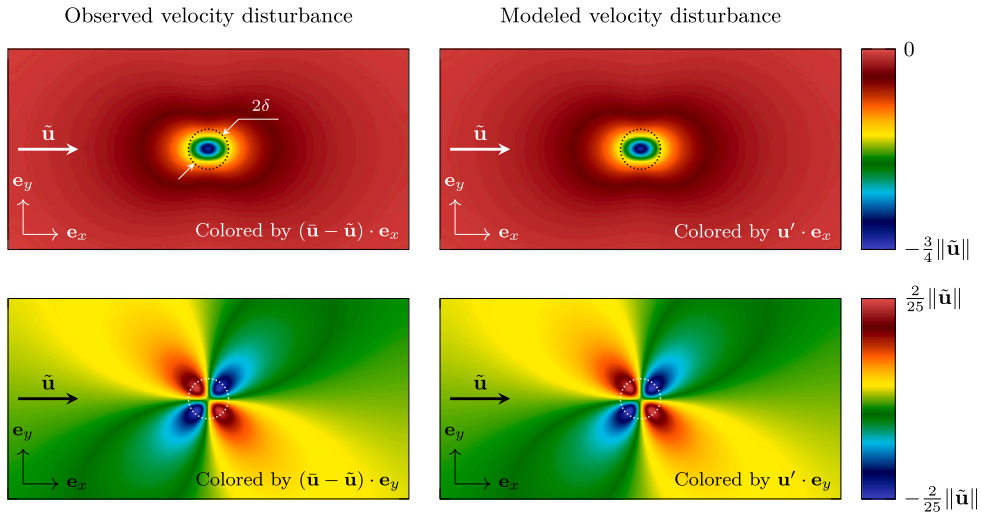 Observed velocity disturbance
Modeled velocity disturbance
2δ
ũ
e_y
e_x
Colored by (ū − ũ) · e_x
ũ
e_y
e_x
Colored by u′ · e_x
0
−3/4‖ũ‖
ũ
e_y
e_x
Colored by (ū − ũ) · e_y
ũ
e_y
e_x
Colored by u′ · e_y
2/25‖ũ‖
−2/25‖ũ‖